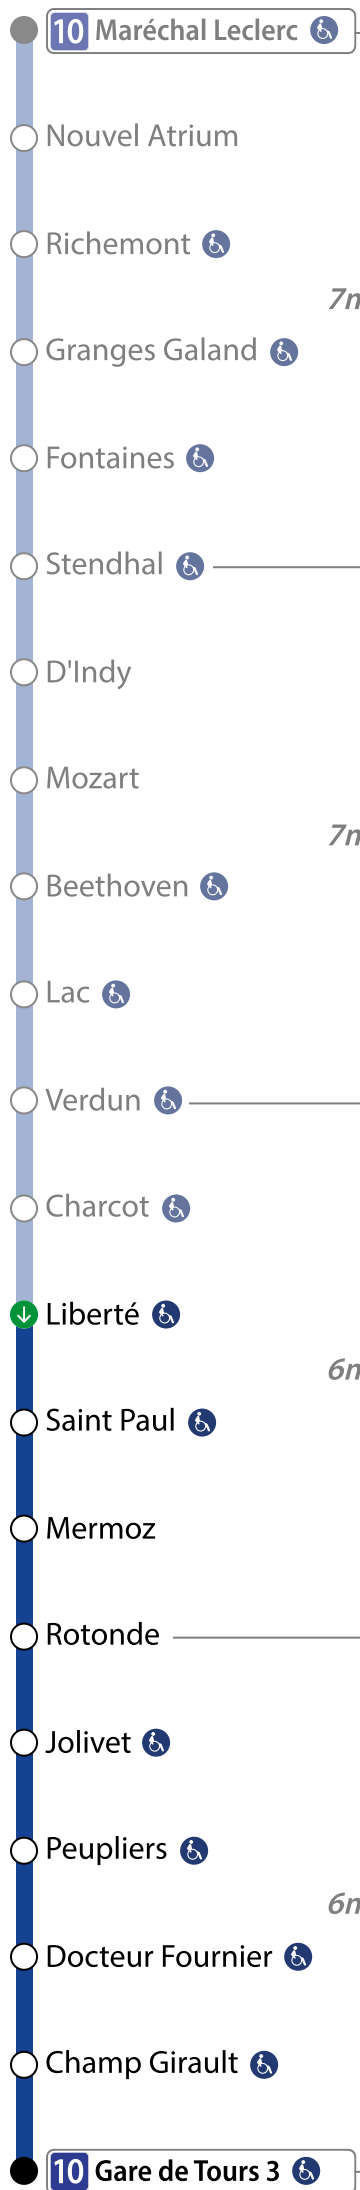 10 Maréchal Leclerc
Nouvel Atrium
Richemont
Granges Galand
Fontaines
Stendhal
D'Indy
Mozart
Beethoven
Lac
Verdun
Charcot
Liberté
Saint Paul
Mermoz
Rotonde
Jolivet
Peupliers
Docteur Fournier
Champ Girault
10 Gare de Tours 3